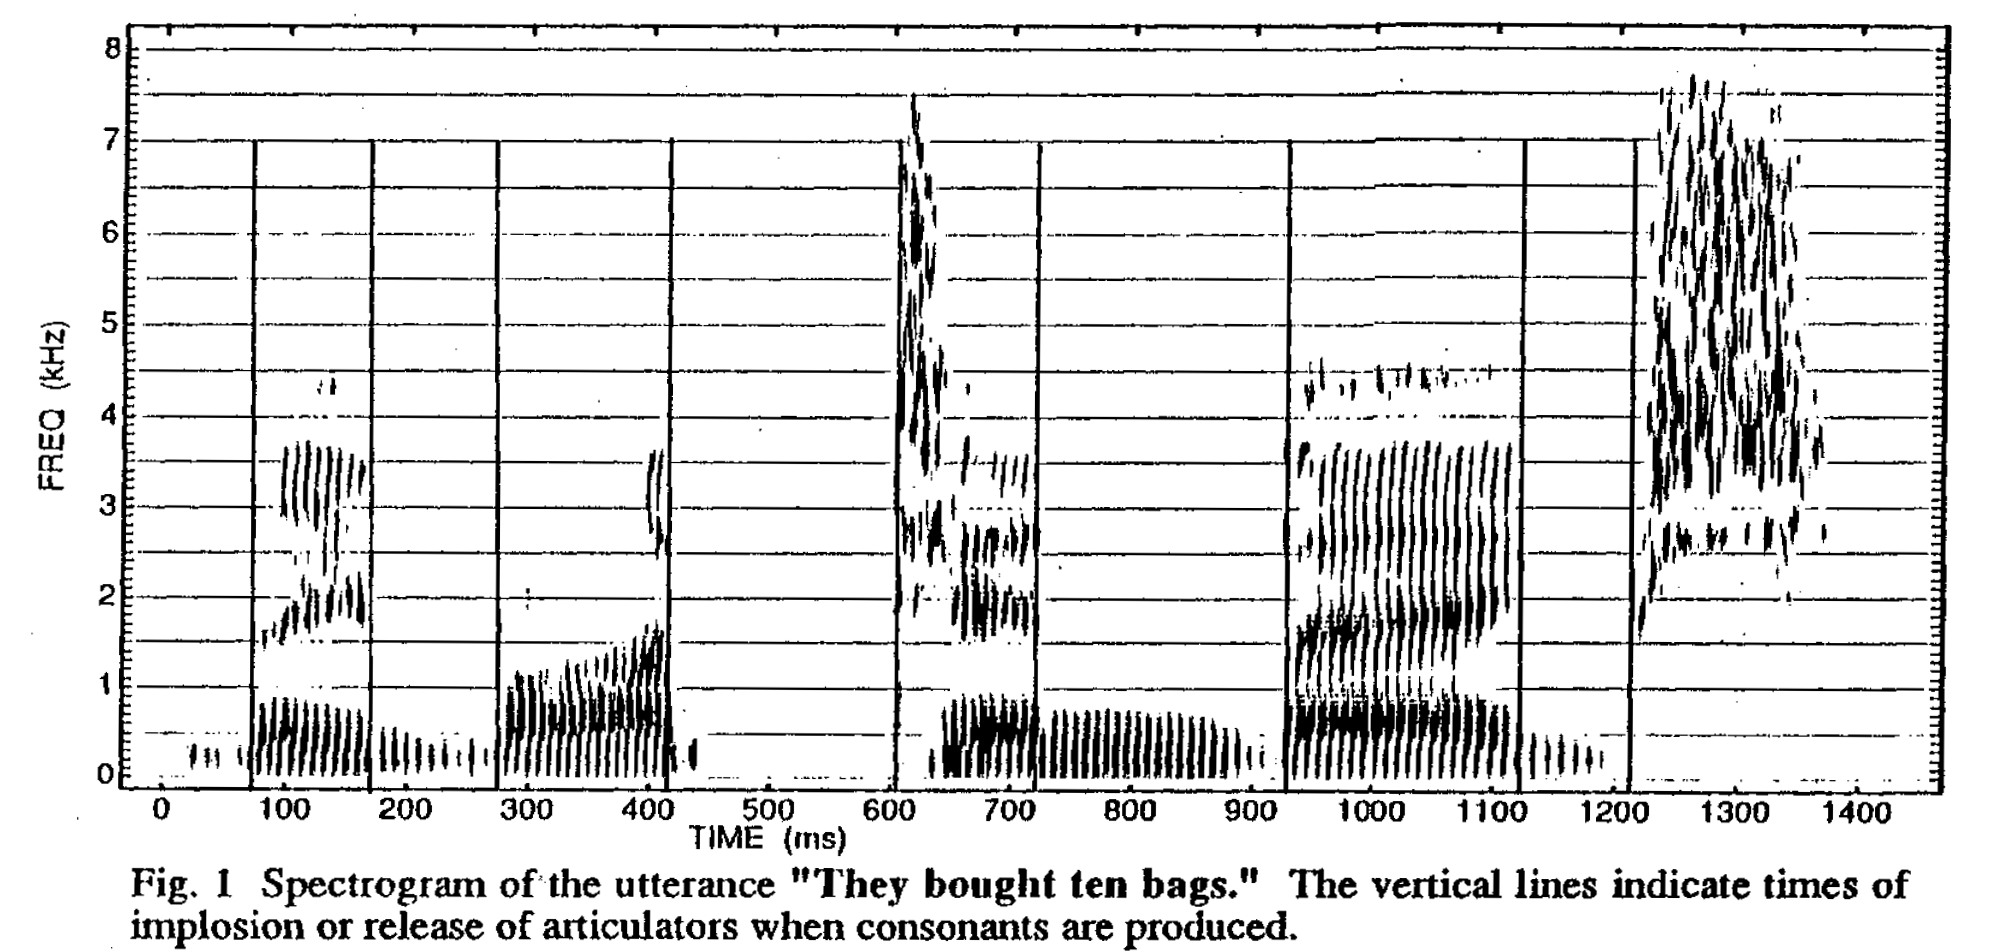 8
7
6
5
4
3
2
1
0
FREQ (kHz)
0 100 200 300 400 500 600 700 800 900 1000 1100 1200 1300 1400
TIME (ms)
Fig. 1 Spectrogram of the utterance "They bought ten bags." The vertical lines indicate times of
implosion or release of articulators when consonants are produced.